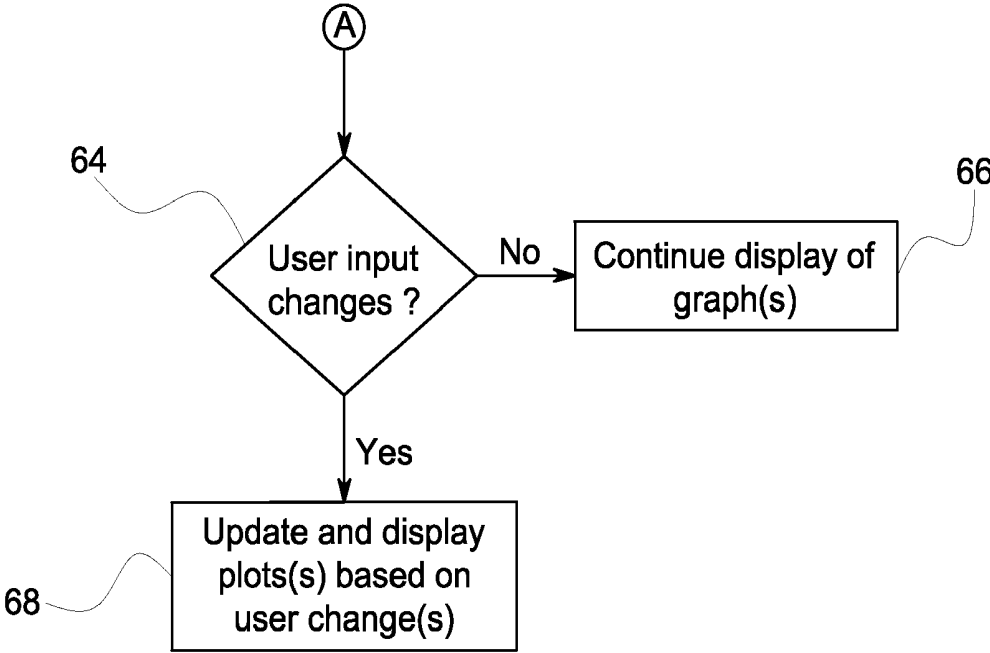 A
64
66
User input
changes ?
No
Continue display of
graph(s)
Yes
Update and display
plots(s) based on
user change(s)
68